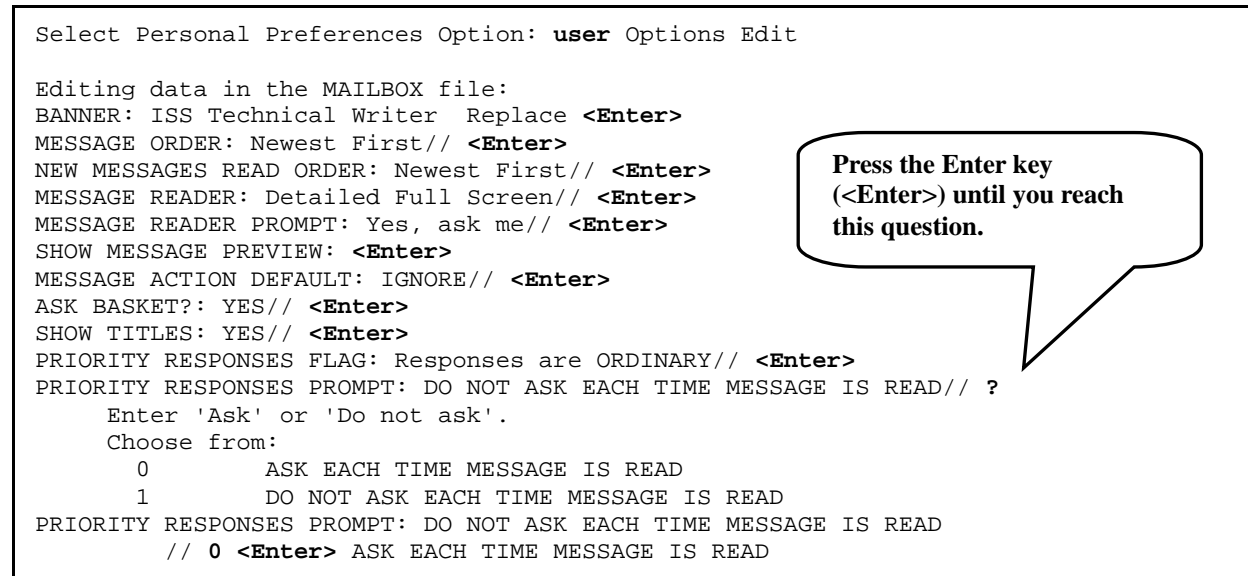 Select Personal Preferences Option: user Options Edit
Editing data in the MAILBOX file:
BANNER: ISS Technical Writer  Replace <Enter>
MESSAGE ORDER: Newest First// <Enter>
NEW MESSAGES READ ORDER: Newest First// <Enter>
MESSAGE READER: Detailed Full Screen// <Enter>
MESSAGE READER PROMPT: Yes, ask me// <Enter>
SHOW MESSAGE PREVIEW: <Enter>
MESSAGE ACTION DEFAULT: IGNORE// <Enter>
ASK BASKET?: YES// <Enter>
SHOW TITLES: YES// <Enter>
PRIORITY RESPONSES FLAG: Responses are ORDINARY// <Enter>
PRIORITY RESPONSES PROMPT: DO NOT ASK EACH TIME MESSAGE IS READ// ?
Enter 'Ask' or 'Do not ask'.
Choose from:
0 ASK EACH TIME MESSAGE IS READ
1 DO NOT ASK EACH TIME MESSAGE IS READ
PRIORITY RESPONSES PROMPT: DO NOT ASK EACH TIME MESSAGE IS READ
// 0 <Enter> ASK EACH TIME MESSAGE IS READ
Press the Enter key
(<Enter>) until you reach
this question.